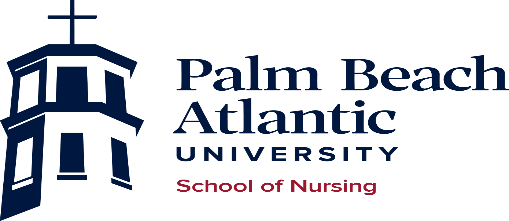 Palm Beach
Atlantic
UNIVERSITY
School of Nursing